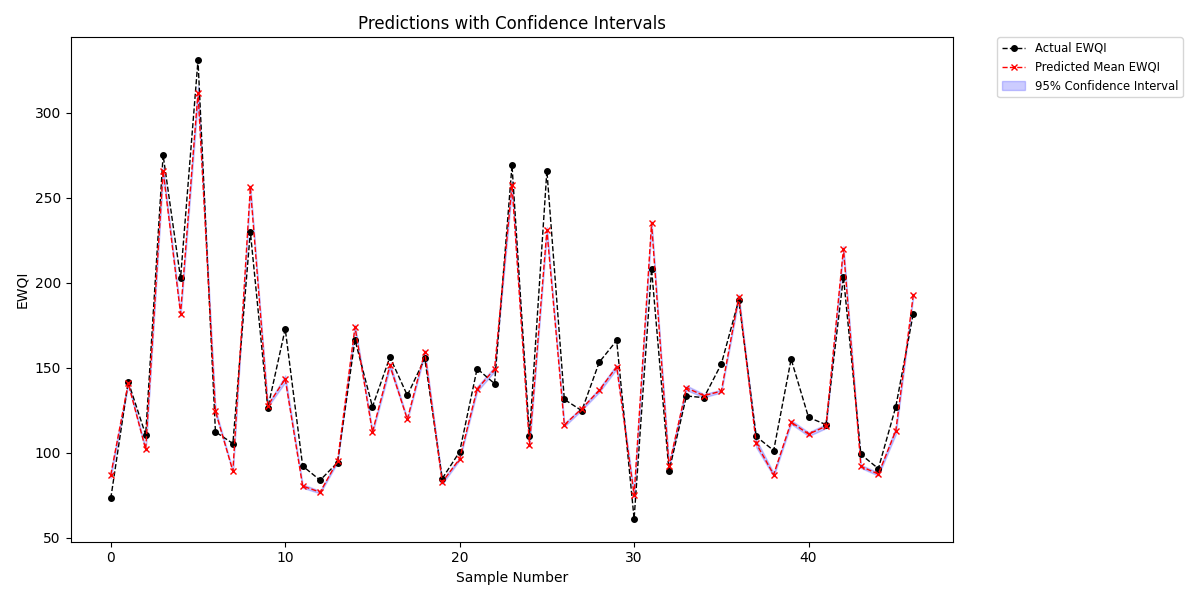 Predictions with Confidence Intervals
Actual EWQI
Predicted Mean EWQI
95% Confidence Interval
300
250
200
150
100
50
EWQI
0
10
20
30
40
Sample Number